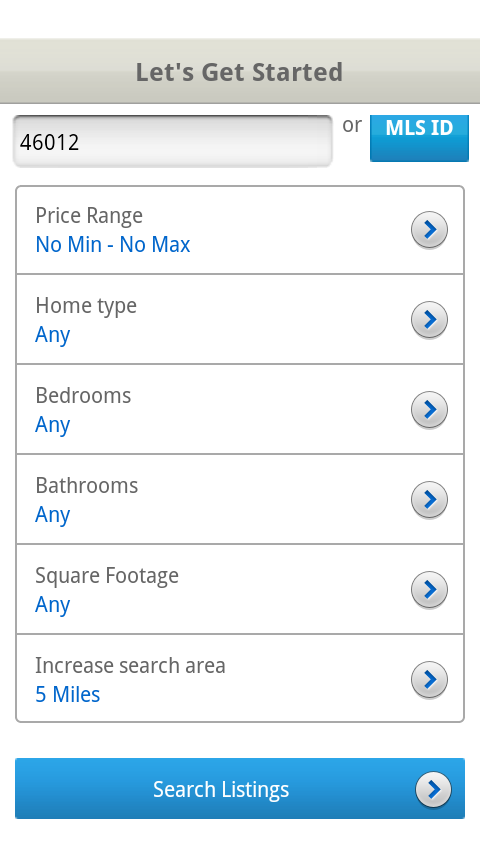 Let's Get Started
46012
or
MLS ID
Price Range
No Min - No Max
Home type
Any
Bedrooms
Any
Bathrooms
Any
Square Footage
Any
Increase search area
5 Miles
Search Listings